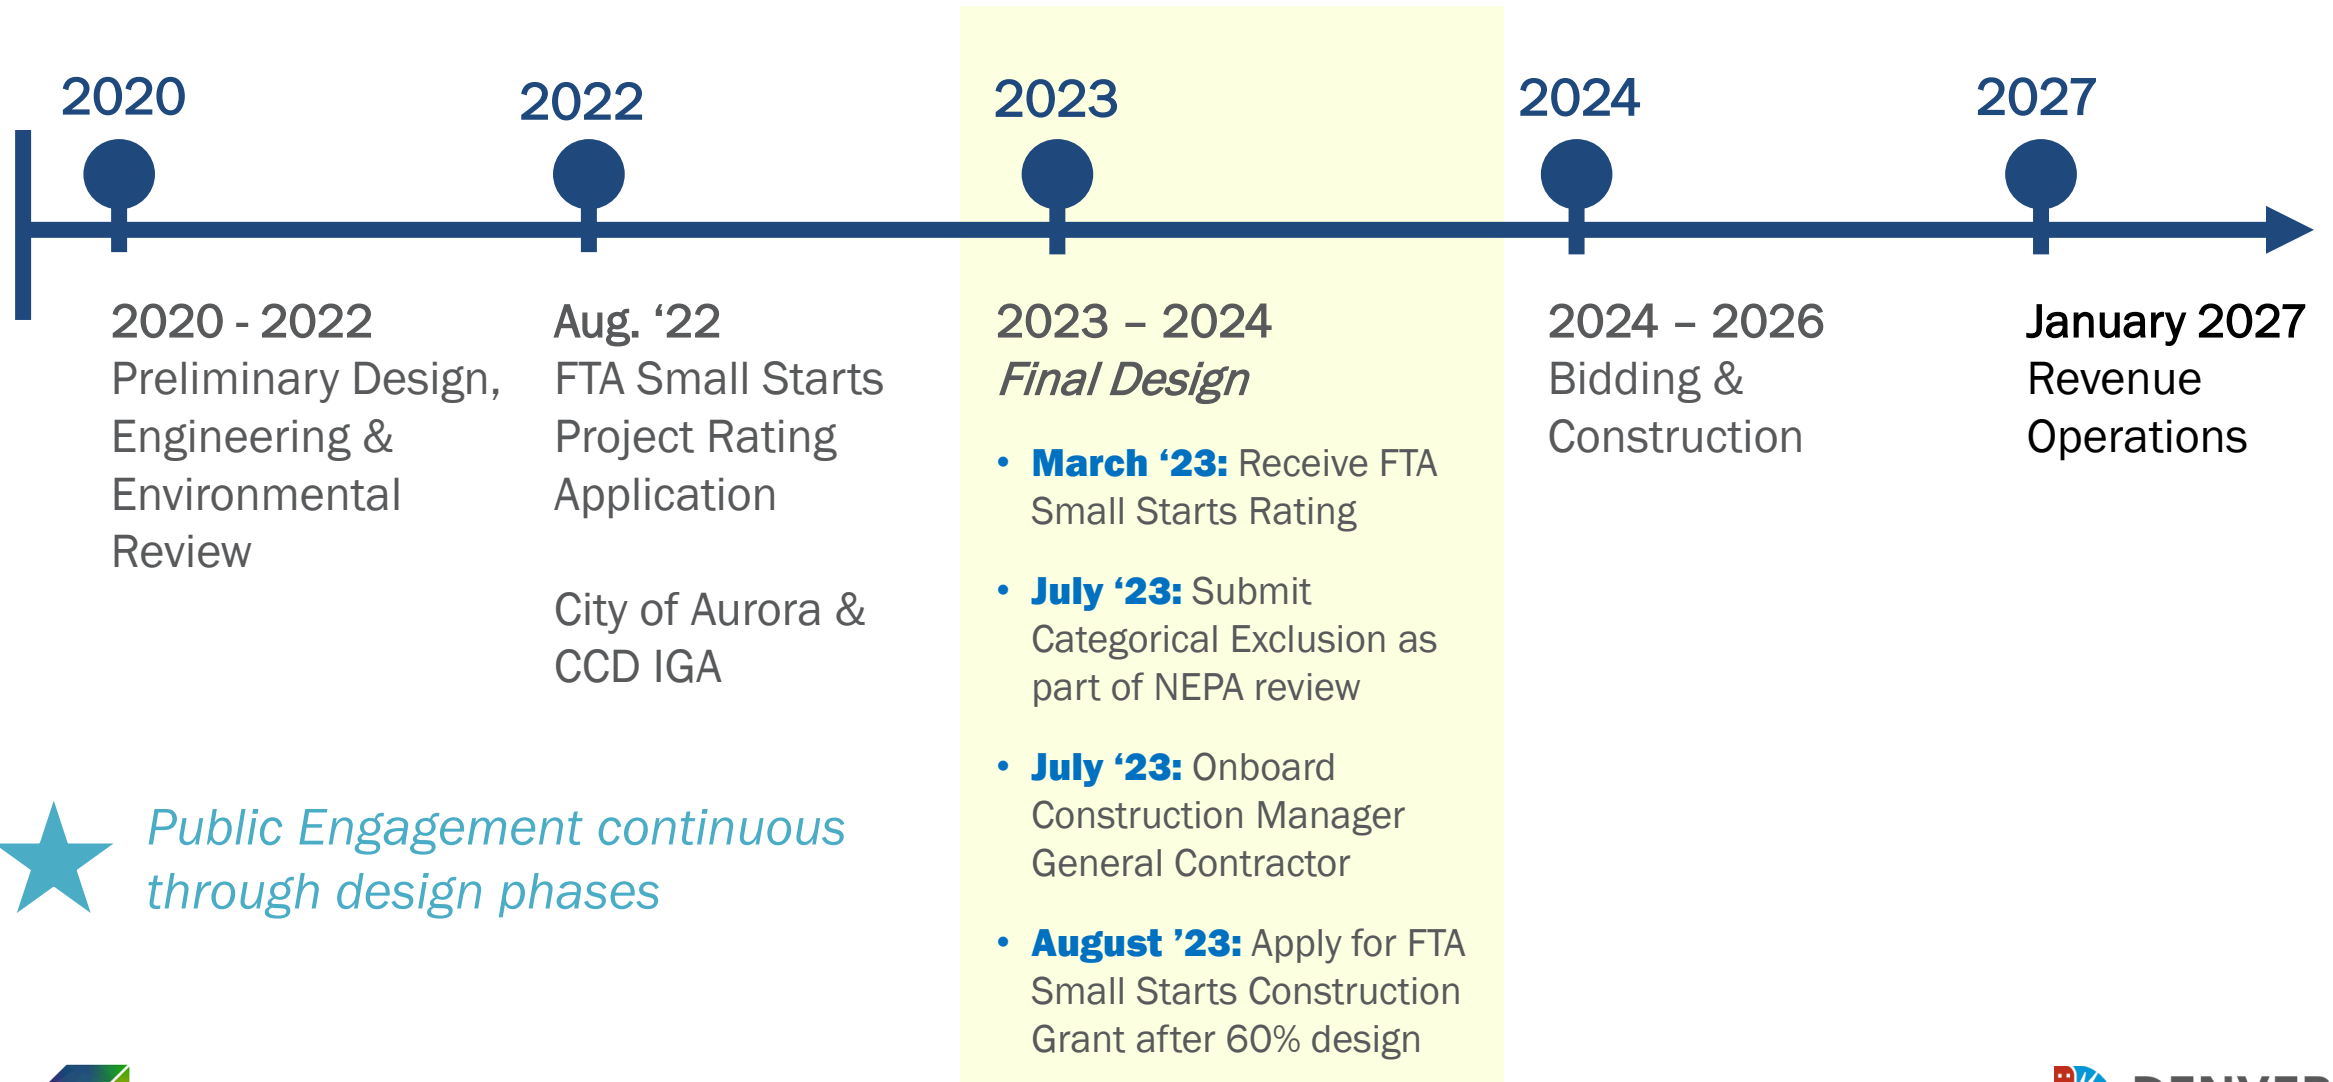 2020
2022
2023
2024
2027
2020 - 2022
Preliminary Design,
Engineering &
Environmental
Review
Aug. ‘22
FTA Small Starts
Project Rating
Application
City of Aurora &
CCD IGA
2023 – 2024
Final Design
• March ‘23: Receive FTA
Small Starts Rating
• July ‘23: Submit
Categorical Exclusion as
part of NEPA review
• July ‘23: Onboard
Construction Manager
General Contractor
• August ’23: Apply for FTA
Small Starts Construction
Grant after 60% design
2024 – 2026
Bidding &
Construction
January 2027
Revenue
Operations
Public Engagement continuous
through design phases
DENVER